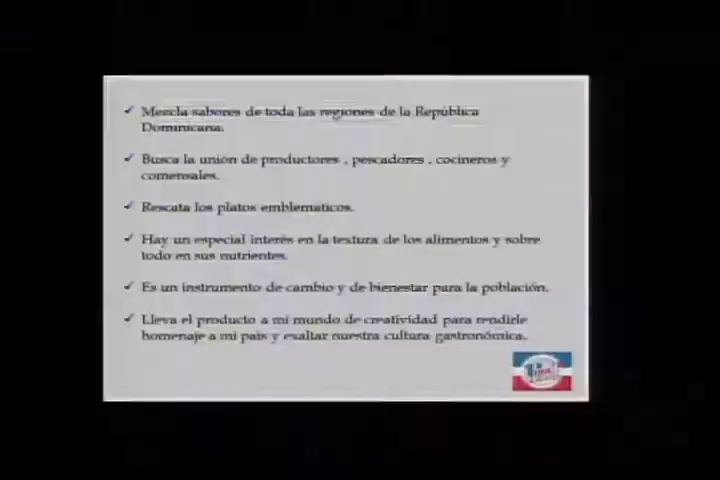 ✓ Mezcla sabores de toda las regiones de la República
Dominicana.
✓ Busca la unión de productores , pescadores , cocineros y
comensales.
✓ Rescata los platos emblematicos.
✓ Hay un especial interés en la textura de los alimentos y sobre
todo en sus nutrientes.
✓ Es un instrumento de cambio y de bienestar para la población.
✓ Lleva el producto a mi mundo de creatividad para rendirle
homenaje a mi país y exaltar nuestra cultura gastronómica.